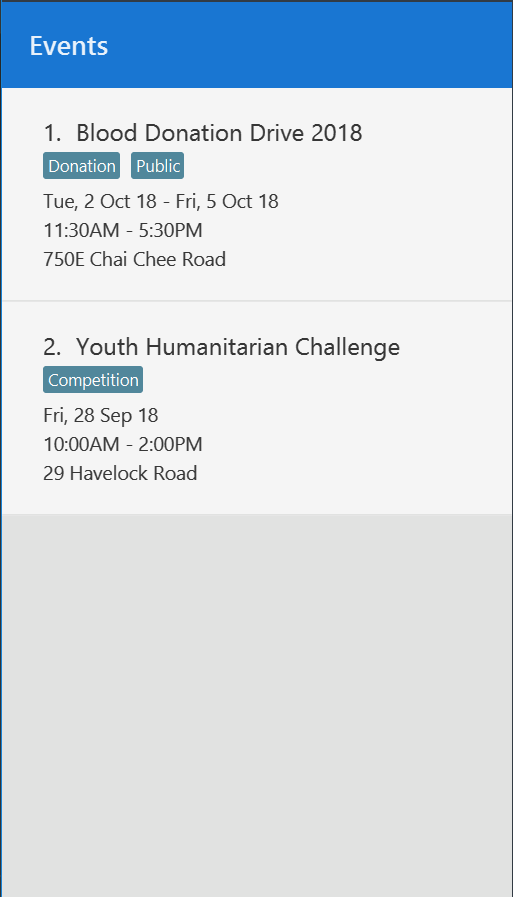 Events
1. Blood Donation Drive 2018
Donation Public
Tue, 2 Oct 18 - Fri, 5 Oct 18
11:30AM - 5:30PM
750E Chai Chee Road
2. Youth Humanitarian Challenge
Competition
Fri, 28 Sep 18
10:00AM - 2:00PM
29 Havelock Road